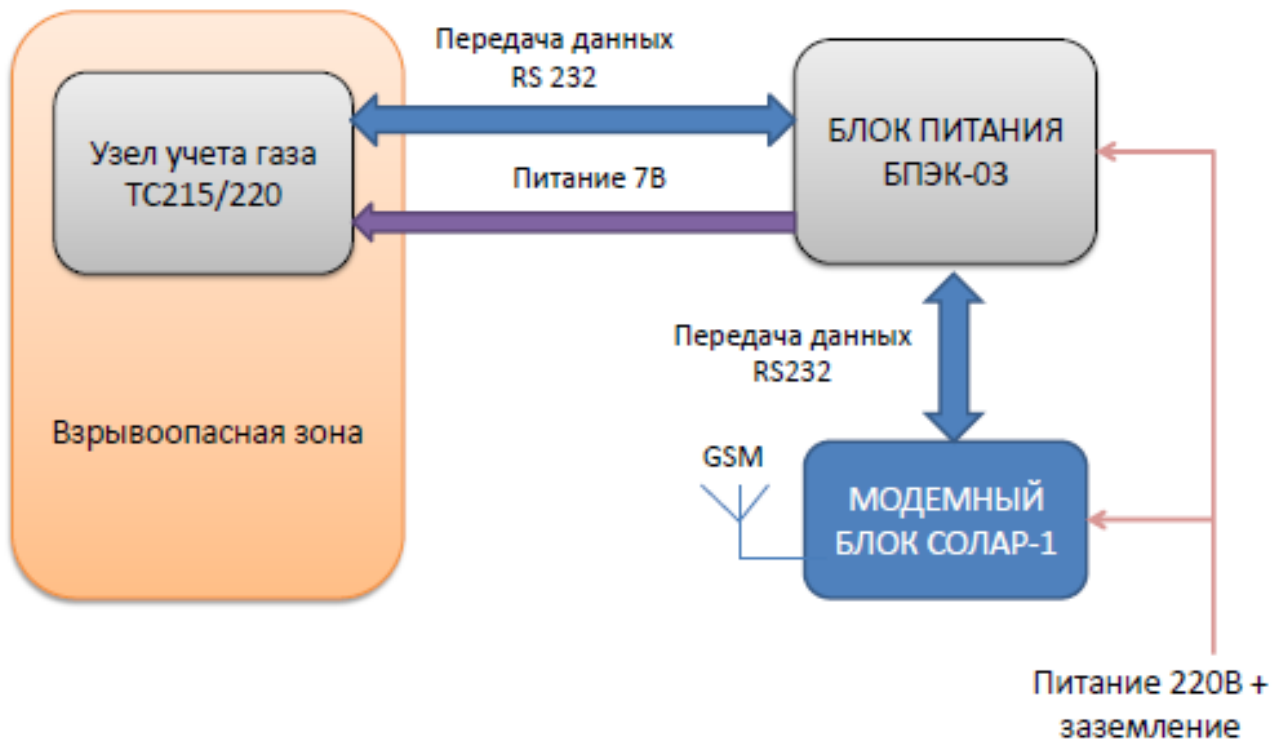 Передача данных
RS 232
Узел учета газа
ТС215/220
БЛОК ПИТАНИЯ
БПЭК-03
Питание 7В
Передача данных
RS232
Взрывоопасная зона
GSM
МОДЕМНЫЙ
БЛОК СОЛАР-1
Питание 220В +
заземление